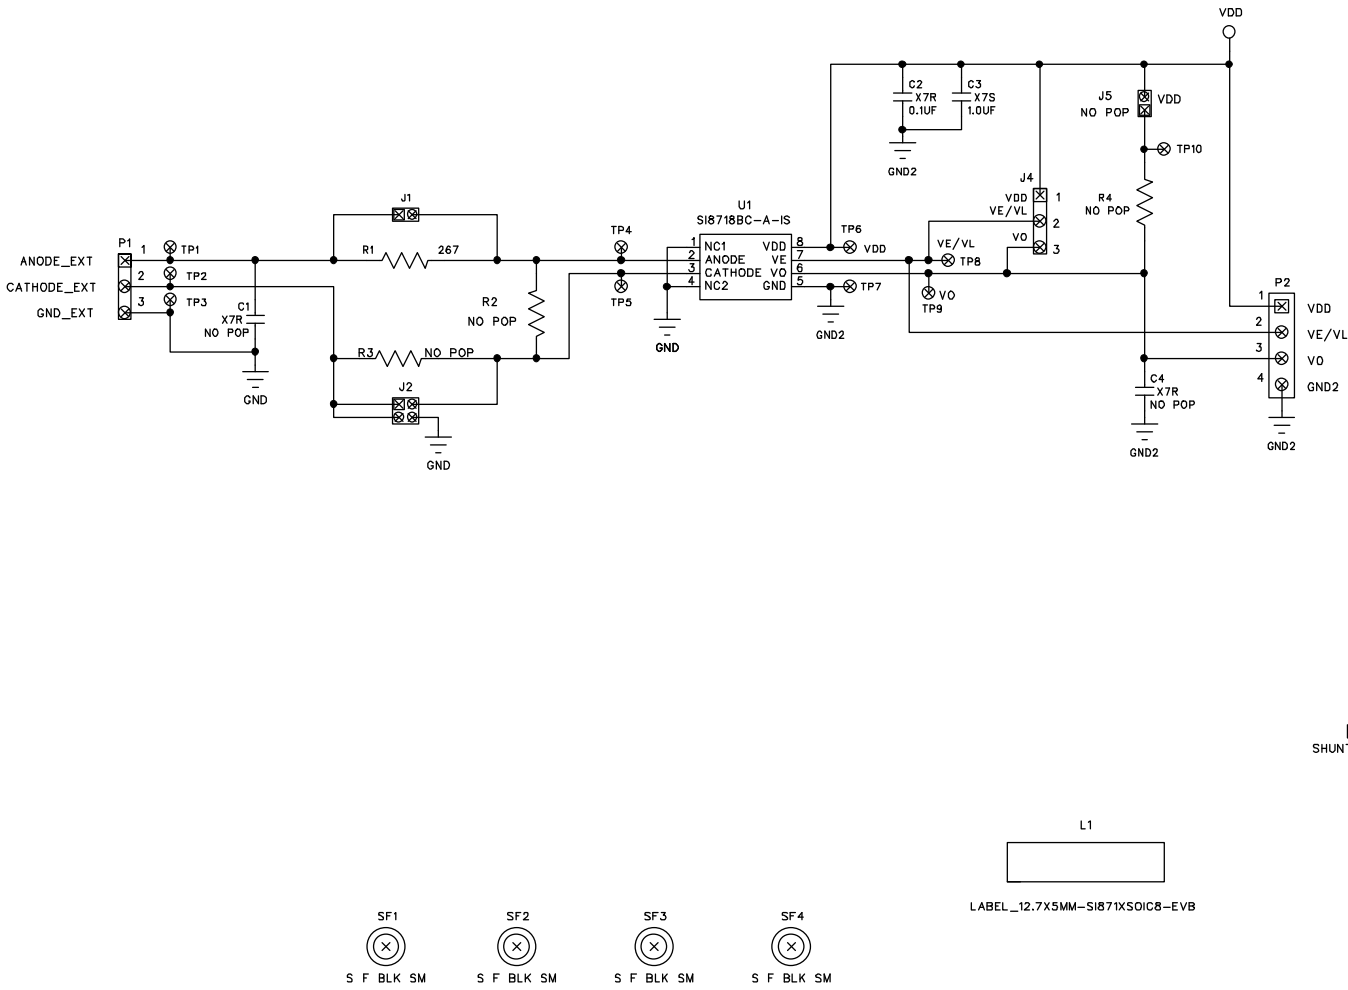 VDD
C2
X7R
0.1UF
C3
X7S
1.0UF
GND2
J5
NO POP
VDD
TP10
J4
VDD 1
VE/VL 2
VO 3
R4
NO POP
J1
R1 267
U1
SI8718BC-A-IS
1 NC1 VDD 8
2 ANODE VE 7
3 CATHODE VO 6
4 NC2 GND 5
TP4
TP5
TP6
VDD
VE/VL
TP8
TP7
TP9
VO
GND2
GND
P1
ANODE_EXT 1 TP1
CATHODE_EXT 2 TP2
GND_EXT 3 TP3
C1
X7R
NO POP
GND
R2
NO POP
R3 NO POP
J2
GND
P2
1 VDD
2 VE/VL
3 VO
4 GND2
C4
X7R
NO POP
GND2
GND2
L1
LABEL_12.7X5MM-SI871XSOIC8-EVB
SF1
S F BLK SM
SF2
S F BLK SM
SF3
S F BLK SM
SF4
S F BLK SM